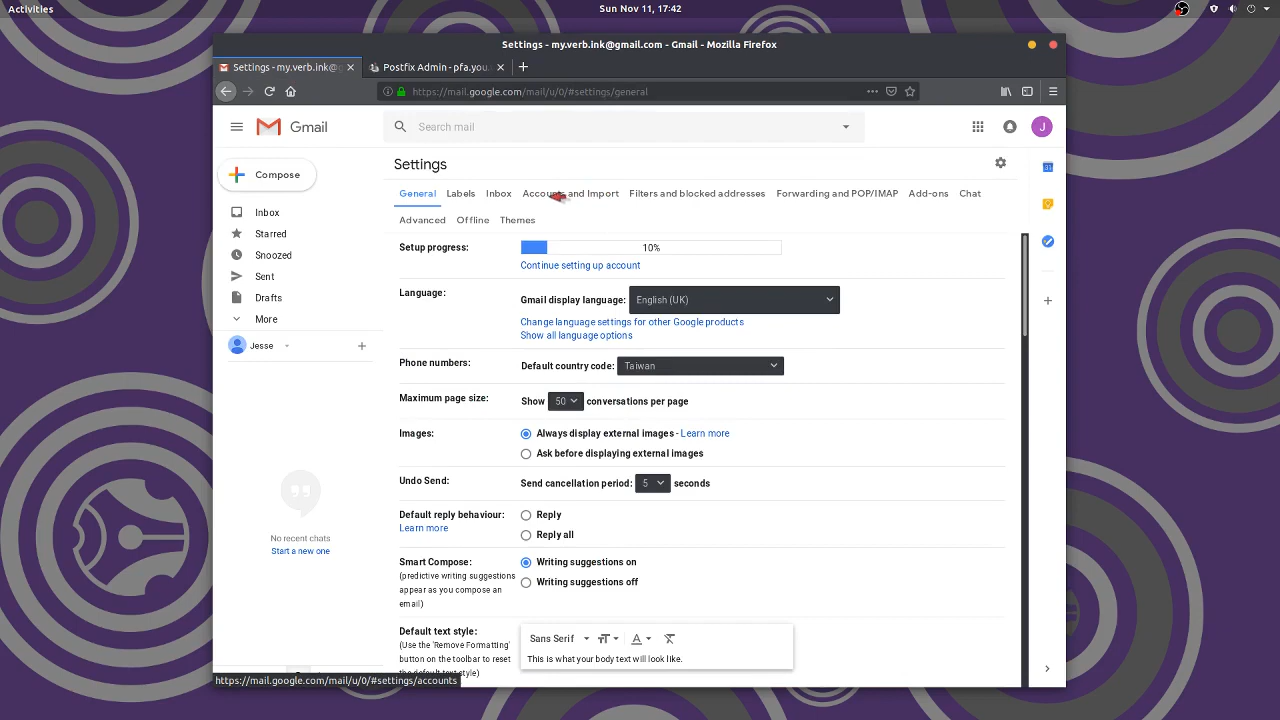 Activities
Sun Nov 11, 17:42
Settings - my.verb.ink@gmail.com - Gmail - Mozilla Firefox
Settings - my.verb.ink@g
Postfix Admin - pfa.you
https://mail.google.com/mail/u/0/#settings/general
Gmail
Search mail
J
Compose
Settings
General Labels Inbox Accounts and Import Filters and blocked addresses Forwarding and POP/IMAP Add-ons Chat
Advanced Offline Themes
Inbox
Starred
Snoozed
Sent
Drafts
More
Jesse
No recent chats
Start a new one
Setup progress: 10%
Continue setting up account
Language: Gmail display language: English (UK)
Change language settings for other Google products
Show all language options
Phone numbers: Default country code: Taiwan
Maximum page size: Show 50 conversations per page
Images: Always display external images - Learn more
Ask before displaying external images
Undo Send: Send cancellation period: 5 seconds
Default reply behaviour: Reply
Learn more
Reply all
Smart Compose: Writing suggestions on
(predictive writing suggestions
appear as you compose an
email)
Writing suggestions off
Default text style:
(Use the 'Remove Formatting'
button on the toolbar to reset
the default text style)
Sans Serif
This is what your body text will look like.
https://mail.google.com/mail/u/0/#settings/accounts